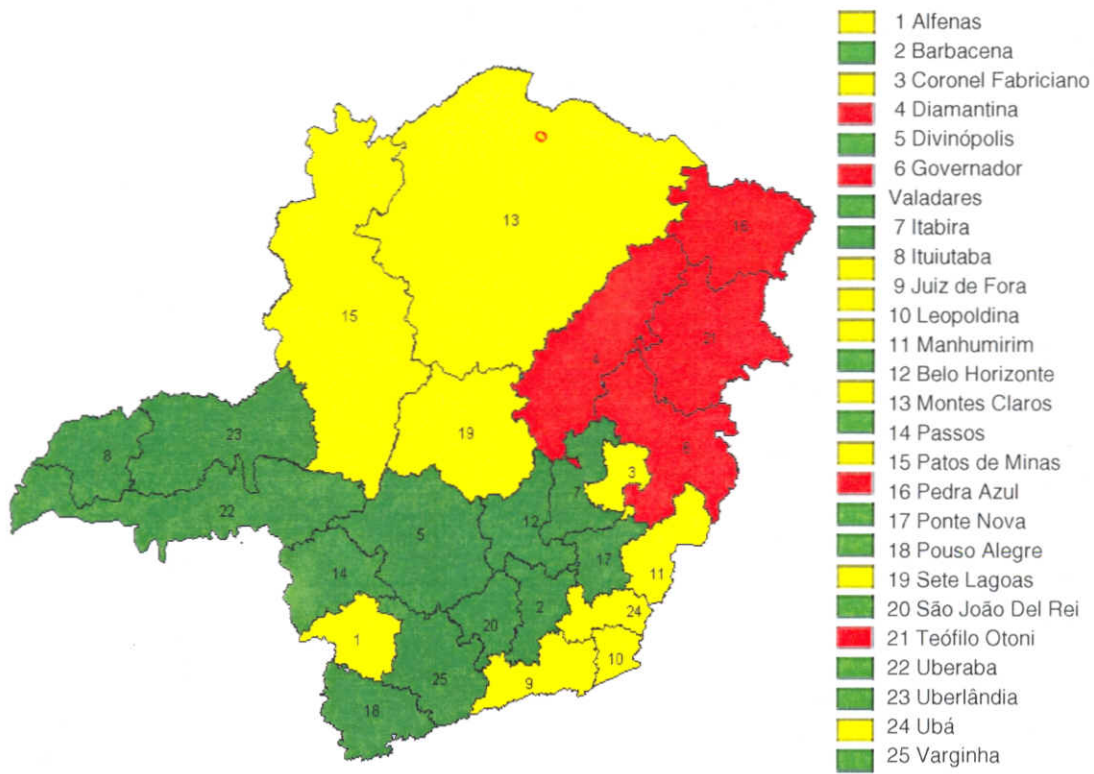 1 Alfenas
2 Barbacena
3 Coronel Fabriciano
4 Diamantina
5 Divinópolis
6 Governador
Valadares
7 Itabira
8 Ituiutaba
9 Juiz de Fora
10 Leopoldina
11 Manhumirim
12 Belo Horizonte
13 Montes Claros
14 Passos
15 Patos de Minas
16 Pedra Azul
17 Ponte Nova
18 Pouso Alegre
19 Sete Lagoas
20 São João Del Rei
21 Teófilo Otoni
22 Uberaba
23 Uberlândia
24 Ubá
25 Varginha
13
16
15
21
4
19
23
8
6
3
7
22
12
5
17
14
11
2
24
20
1
10
25
9
18